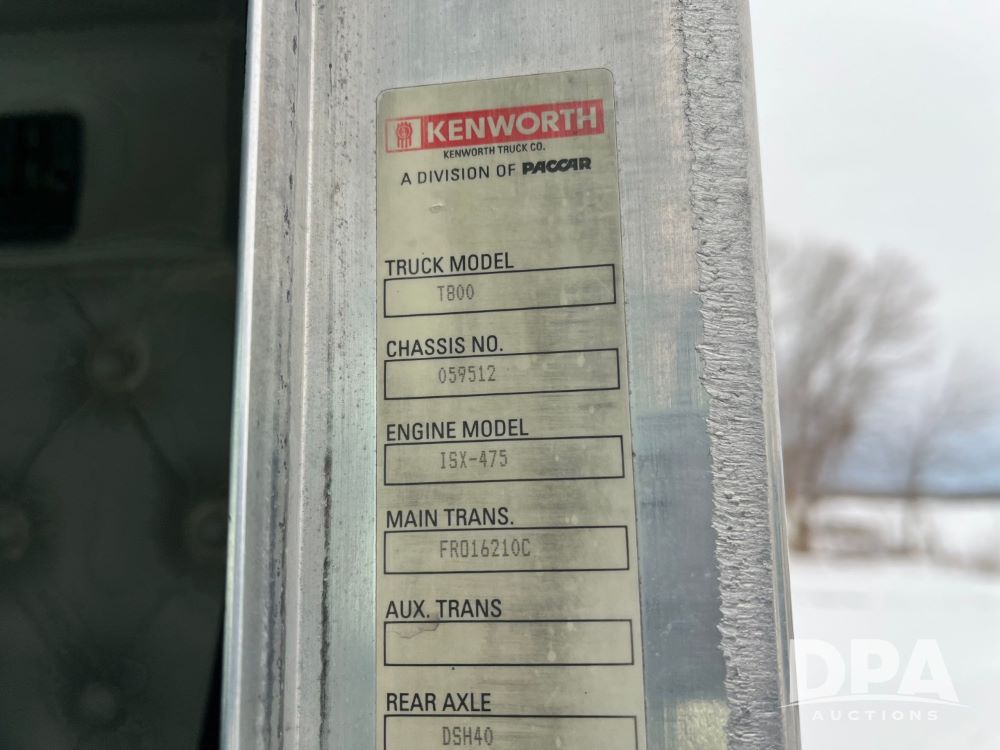 KENWORTH
KENWORTH TRUCK CO.
A DIVISION OF PACCAR
TRUCK MODEL
T800
CHASSIS NO.
059512
ENGINE MODEL
ISX-475
MAIN TRANS.
FRO16210C
AUX. TRANS
REAR AXLE
DSH40
DPA
AUCTIONS